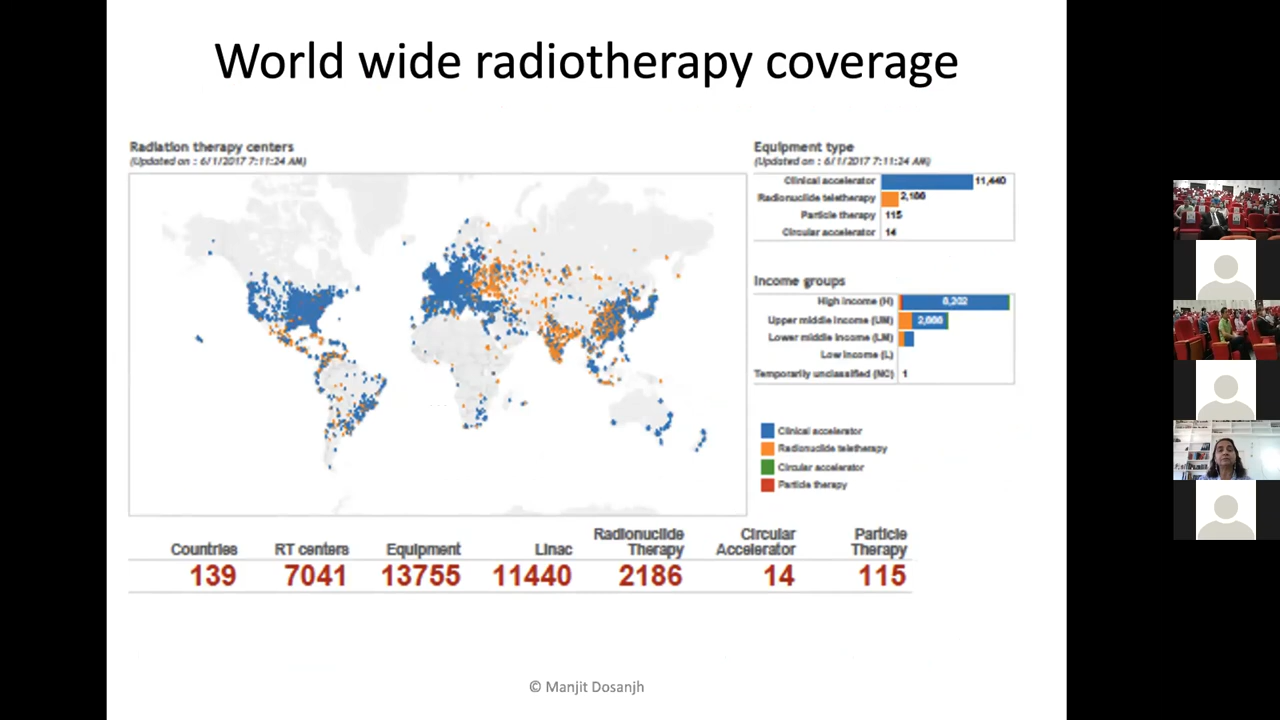 World wide radiotherapy coverage
Radiation therapy centers
(Updated on : 6/1/2017 7:11:24 AM)
Equipment type
(Updated on : 6/1/2017 7:11:24 AM)
Clinical accelerator 11,440
Radionuclide teletherapy 2,186
Particle therapy 115
Circular accelerator 14
Income groups
High income (H)
Upper middle income (UM)
Lower middle income (LM)
Low income (L)
Temporarily unclassified (NC) 1
Clinical accelerator
Radionuclide teletherapy
Circular accelerator
Particle therapy
Countries RT centers Equipment Linac Radionuclide Therapy Circular Accelerator Particle Therapy
139 7041 13755 11440 2186 14 115
© Manjit Dosanjh